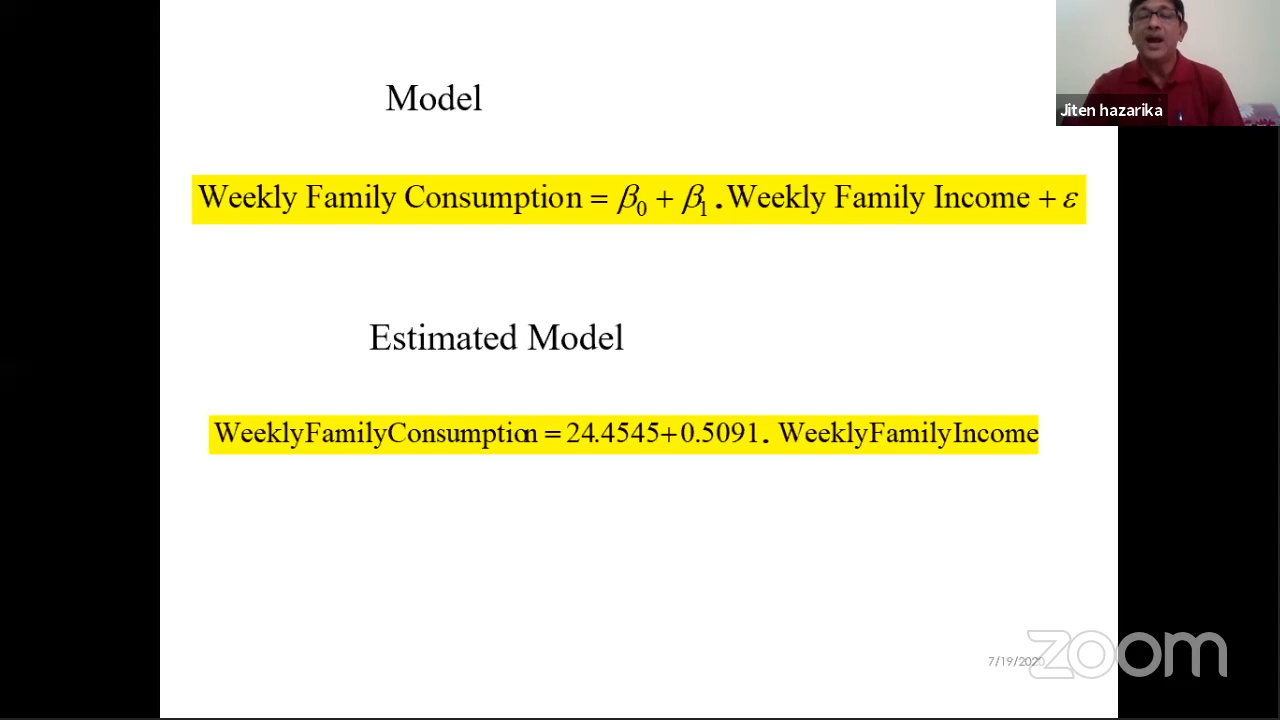 Jiten hazarika
Model
Weekly Family Consumption = β₀ + β₁ . Weekly Family Income + ε
Estimated Model
WeeklyFamilyConsumption = 24.4545+0.5091. WeeklyFamilyIncome
7/19/2020
zoom